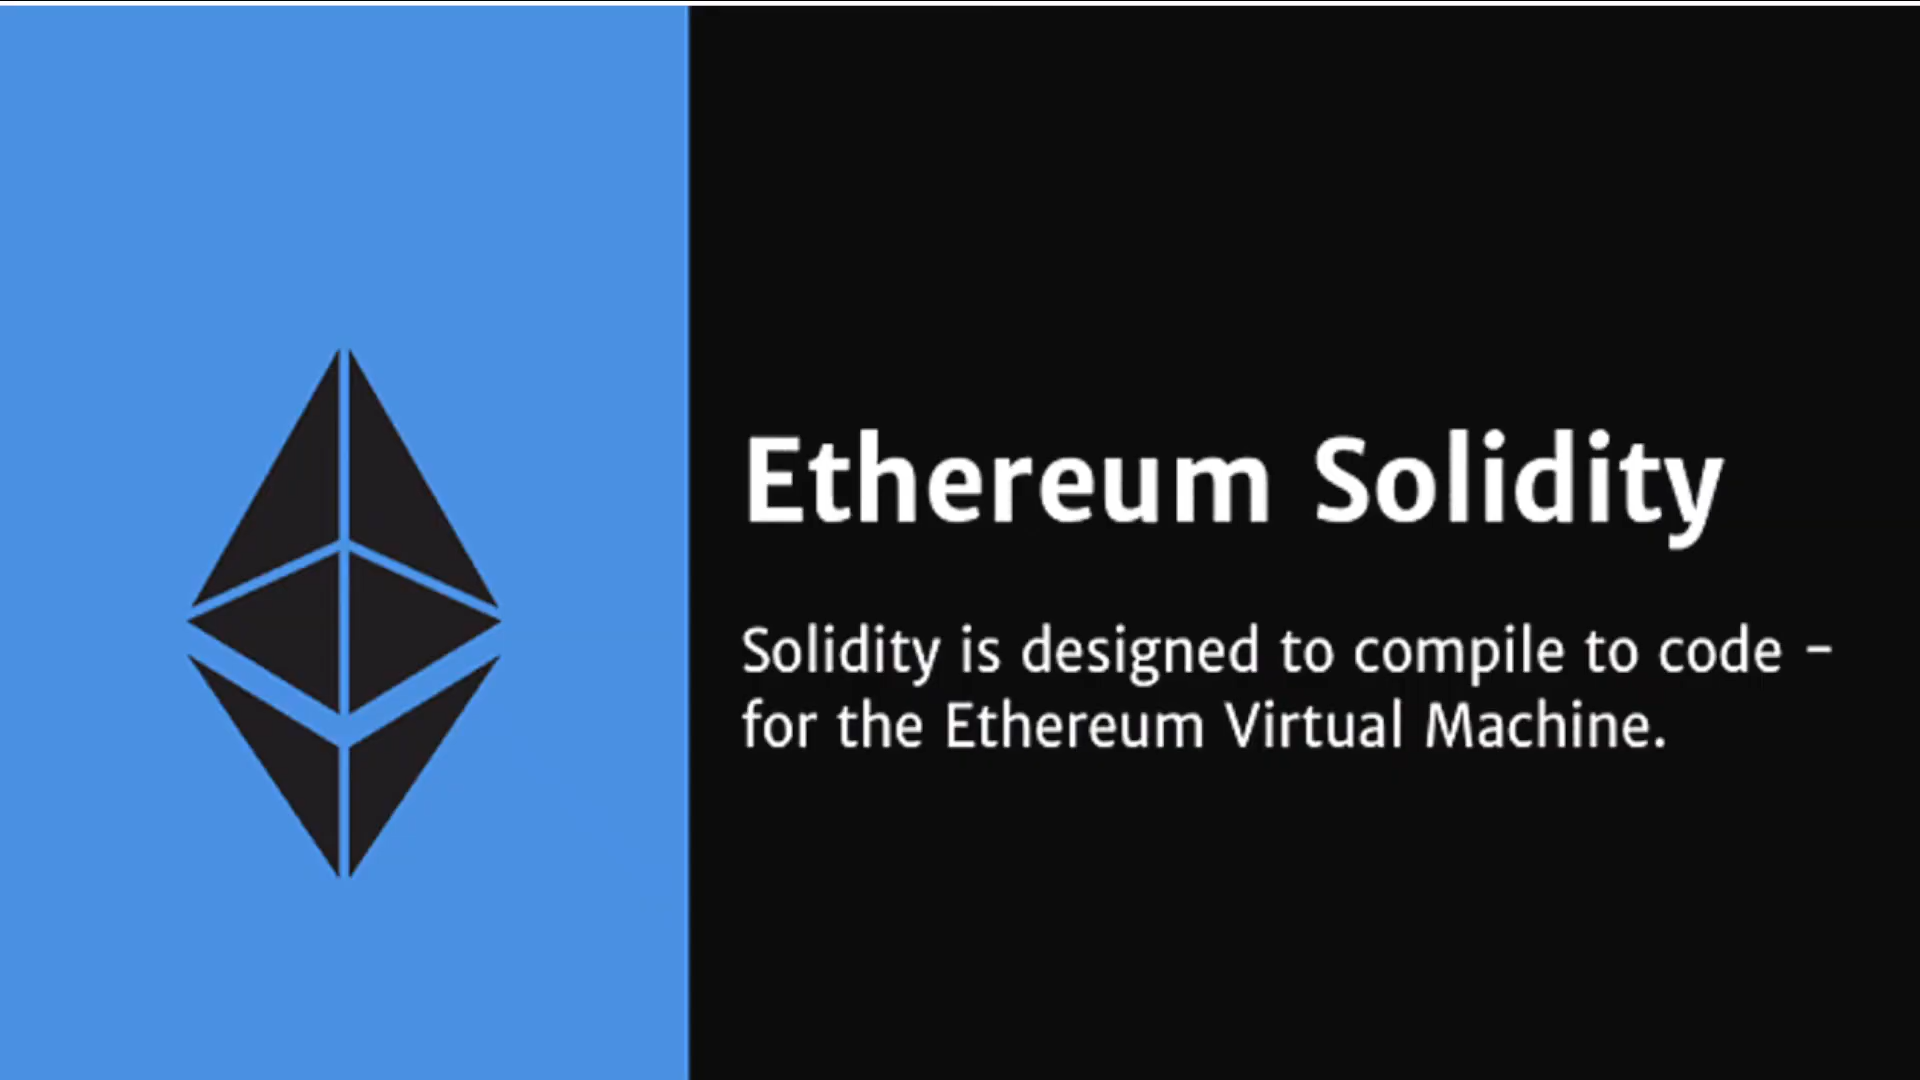 Ethereum Solidity
Solidity is designed to compile to code -
for the Ethereum Virtual Machine.